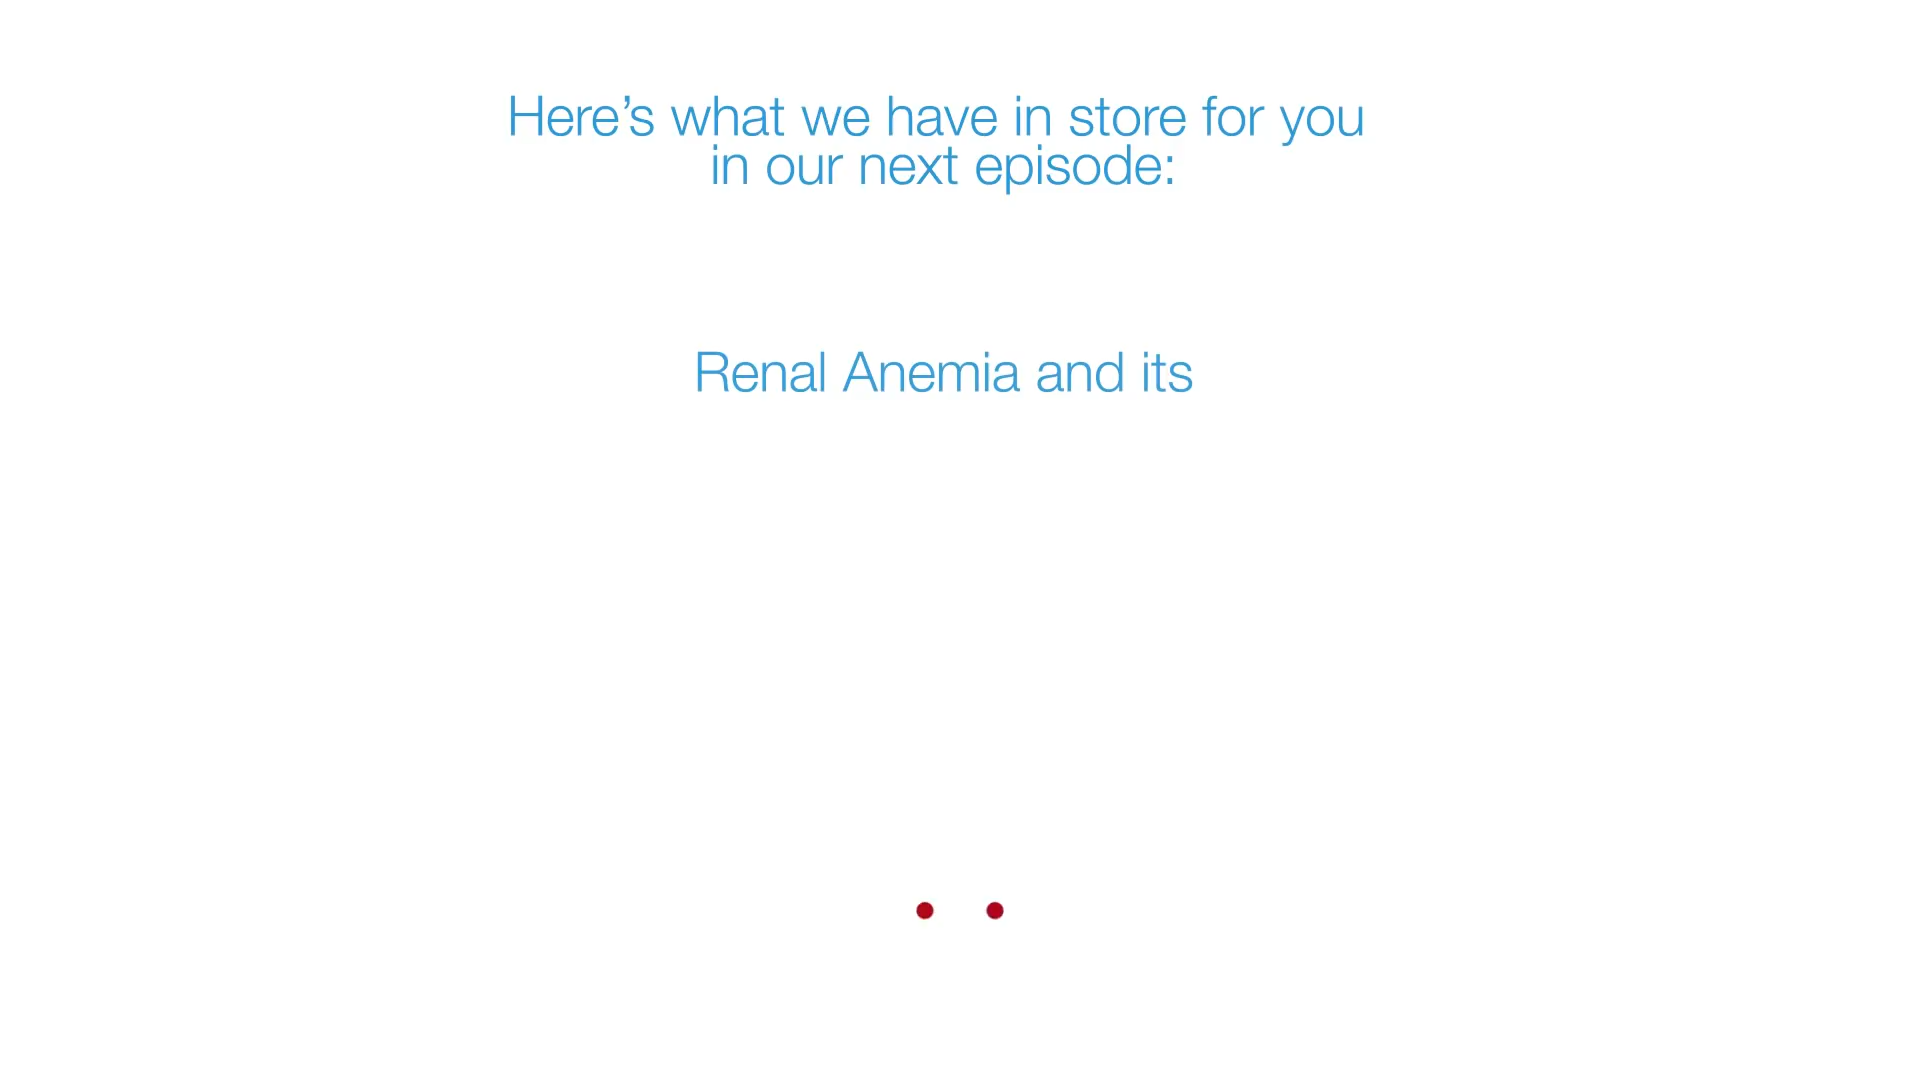 Here’s what we have in store for you
in our next episode:
Renal Anemia and its